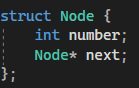 struct Node {
    int number;
    Node* next;
};